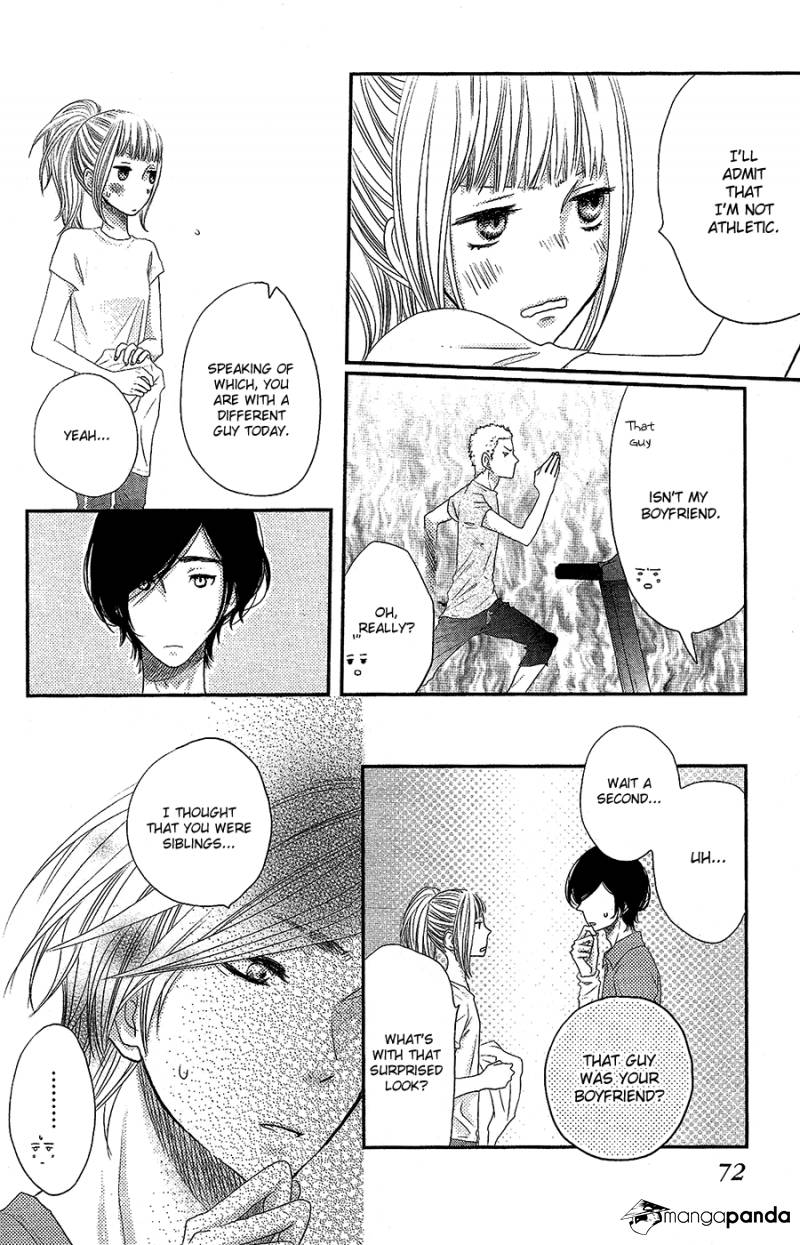 I'LL
ADMIT
THAT
I'M NOT
ATHLETIC.
SPEAKING OF
WHICH, YOU
ARE WITH A
DIFFERENT
GUY TODAY.
YEAH...
That
Guy
ISN'T MY
BOYFRIEND.
OH,
REALLY?
WAIT A
SECOND...
UH...
THAT GUY
WAS YOUR
BOYFRIEND?
WHAT'S
WITH THAT
SURPRISED
LOOK?
I THOUGHT
THAT YOU WERE
SIBLINGS...
.........
72
mangapanda